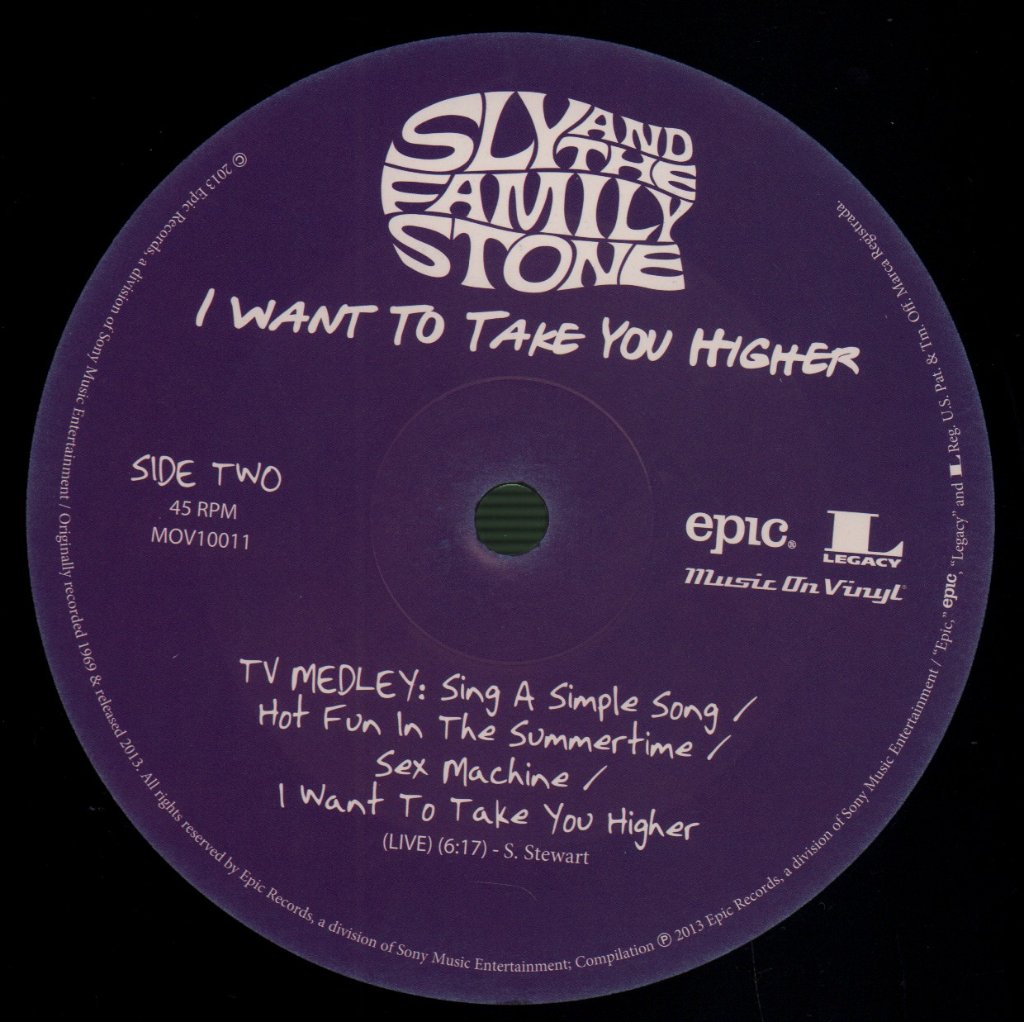 SLY AND THE FAMILY STONE
I WANT TO TAKE YOU HIGHER
SIDE TWO
45 RPM
MOV10011
epic®
L
LEGACY
Music On Vinyl
TV MEDLEY: Sing A Simple Song /
Hot Fun In The Summertime /
Sex Machine /
I Want To Take You Higher
(LIVE) (6:17) - S. Stewart
© 2013 Epic Records, a division of Sony Music Entertainment / Originally recorded 1969 & released 2013. All rights reserved by Epic Records, a division of Sony Music Entertainment; Compilation ℗ 2013 Epic Records, a division of Sony Music Entertainment / "Epic," epic, "Legacy" and L Reg. U.S. Pat. & Tm. Off. Marca Registrada.